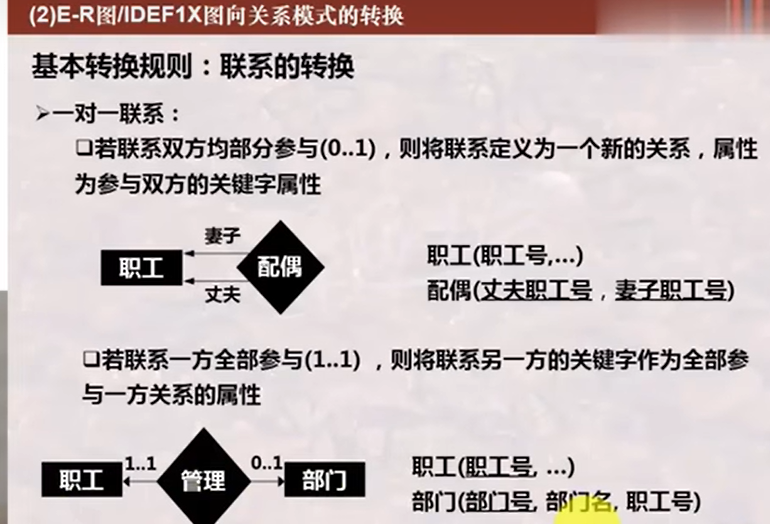 (2)E-R图/IDEF1X图向关系模式的转换
基本转换规则：联系的转换
➢一对一联系：
❑若联系双方均部分参与(0..1)，则将联系定义为一个新的关系，属性
为参与双方的关键字属性
妻子
职工
配偶
丈夫
职工(职工号,...)
配偶(丈夫职工号，妻子职工号)
❑若联系一方全部参与(1..1) ，则将联系另一方的关键字作为全部参
与一方关系的属性
职工 1..1 管理 0..1 部门
职工(职工号, ...)
部门(部门号, 部门名, 职工号)